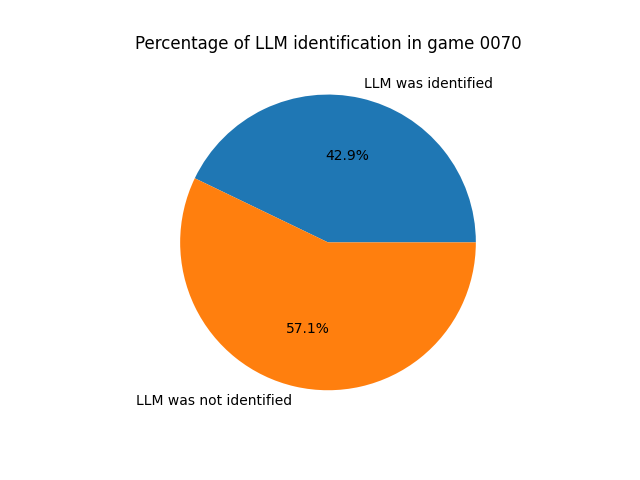 Percentage of LLM identification in game 0070
LLM was identified
42.9%
57.1%
LLM was not identified